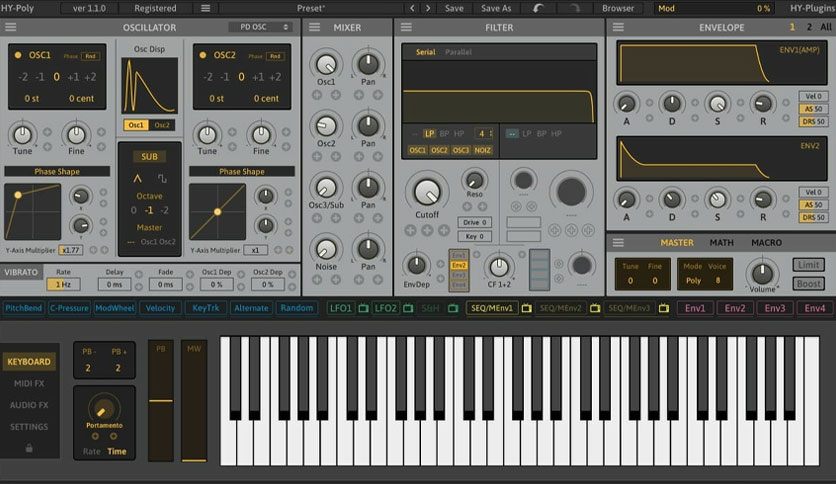 HY-Poly ver 1.1.0 Registered Preset* < > Save Save As Browser Mod 0 % HY-Plugins
OSCILLATOR PD OSC
OSC1 Phase Rnd
-2 -1 0 +1 +2
0 st 0 cent
Tune Fine
Phase Shape
Y-Axis Multiplier x1.77
Osc Disp
Osc1 Osc2
SUB
Octave
0 -1 -2
Master
Osc1 Osc2
OSC2 Phase Rnd
-2 -1 0 +1 +2
0 st 0 cent
Tune Fine
Phase Shape
Y-Axis Multiplier x1
VIBRATO
Rate Delay Fade Osc1 Dep Osc2 Dep
1 Hz 0 ms 0 ms 0 % 0 %
MIXER
Osc1 Pan
Osc2 Pan
Osc3/Sub Pan
Noise Pan
FILTER
Serial Parallel
-- LP BP HP 4 -- LP BP HP
OSC1 OSC2 OSC3 NOIZ
Cutoff Reso
Drive 0
Key 0
---- ----
EnvDep
Env1
Env2
Env3
Env4
CF 1+2
----
ENVELOPE 1 2 All
ENV1(AMP)
A D S R
Vel 0
AS 50
DRS 50
ENV2
A D S R
Vel 0
AS 50
DRS 50
MASTER MATH MACRO
Tune Fine
0 0
Mode Voice
Poly 8
Volume
Limit
Boost
PitchBend C-Pressure ModWheel Velocity KeyTrk Alternate Random LFO1 LFO2 S&H SEQ/MEnv1 SEQ/MEnv2 SEQ/MEnv3 Env1 Env2 Env3 Env4
KEYBOARD
MIDI FX
AUDIO FX
SETTINGS
PB - PB +
2 2
Portamento
Rate Time
PB MW